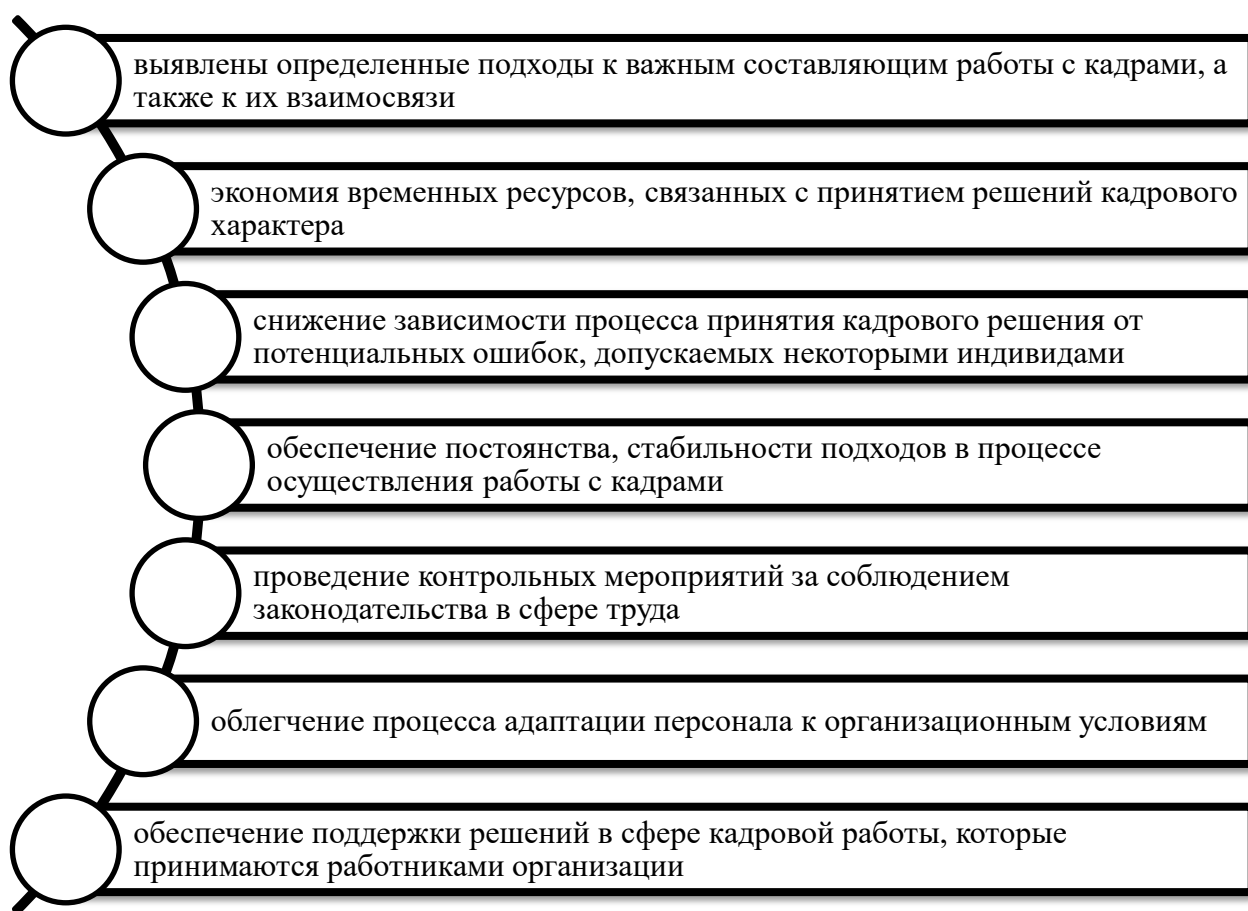 выявлены определенные подходы к важным составляющим работы с кадрами, а
также к их взаимосвязи
экономия временных ресурсов, связанных с принятием решений кадрового
характера
снижение зависимости процесса принятия кадрового решения от
потенциальных ошибок, допускаемых некоторыми индивидами
обеспечение постоянства, стабильности подходов в процессе
осуществления работы с кадрами
проведение контрольных мероприятий за соблюдением
законодательства в сфере труда
облегчение процесса адаптации персонала к организационным условиям
обеспечение поддержки решений в сфере кадровой работы, которые
принимаются работниками организации